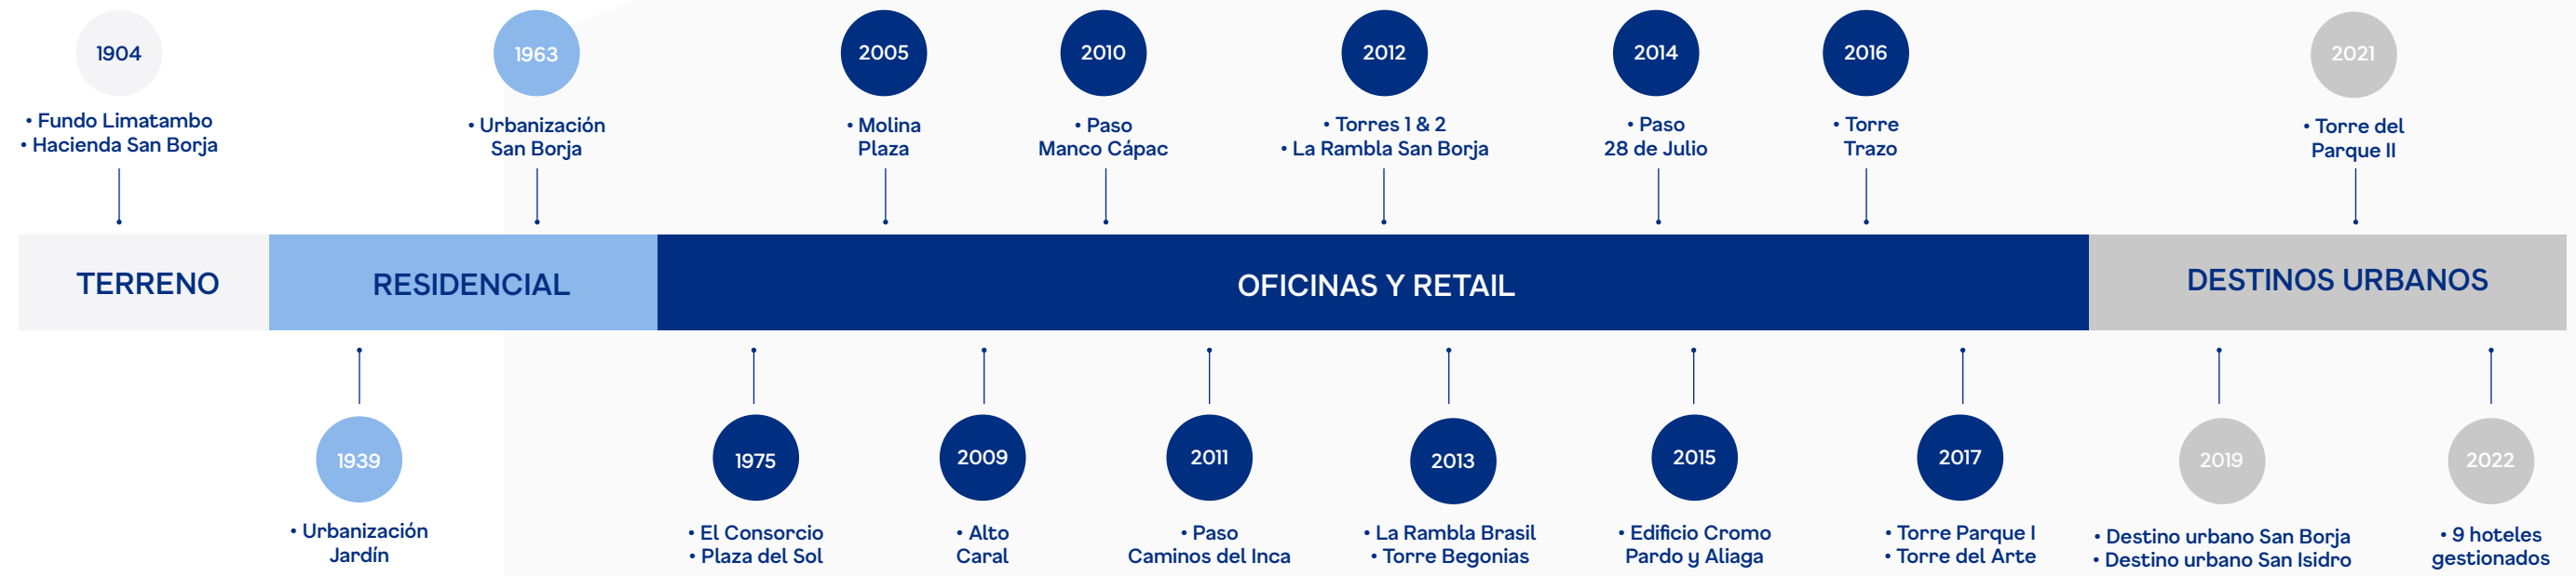 1904
• Fundo Limatambo
• Hacienda San Borja
1963
• Urbanización
San Borja
2005
• Molina
Plaza
2010
• Paso
Manco Cápac
2012
• Torres 1 & 2
• La Rambla San Borja
2014
• Paso
28 de Julio
2016
• Torre
Trazo
2021
• Torre del
Parque II
TERRENO
RESIDENCIAL
OFICINAS Y RETAIL
DESTINOS URBANOS
1939
• Urbanización
Jardín
1975
• El Consorcio
• Plaza del Sol
2009
• Alto
Caral
2011
• Paso
Caminos del Inca
2013
• La Rambla Brasil
• Torre Begonias
2015
• Edificio Cromo
Pardo y Aliaga
2017
• Torre Parque I
• Torre del Arte
2019
• Destino urbano San Borja
• Destino urbano San Isidro
2022
• 9 hoteles
gestionados